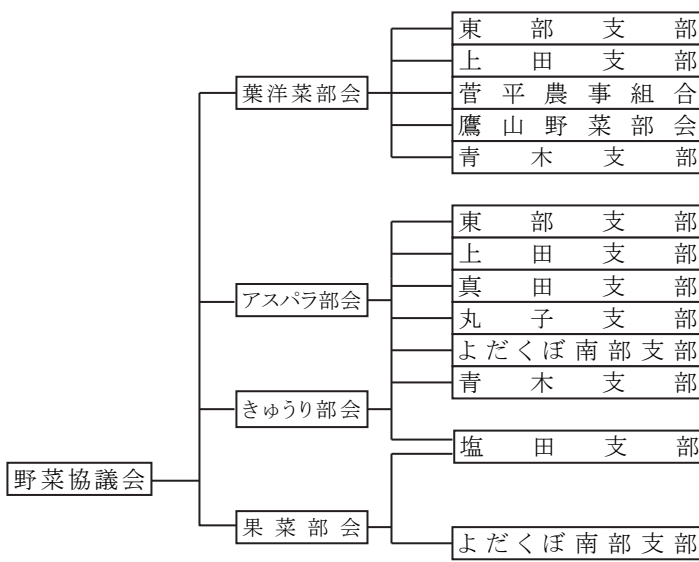 野菜協議会
葉洋菜部会
東部支部
上田支部
菅平農事組合
鷹山野菜部会
青木支部
アスパラ部会
きゅうり部会
東部支部
上田支部
真田支部
丸子支部
よだくぼ南部支部
青木支部
塩田支部
果菜部会
よだくぼ南部支部